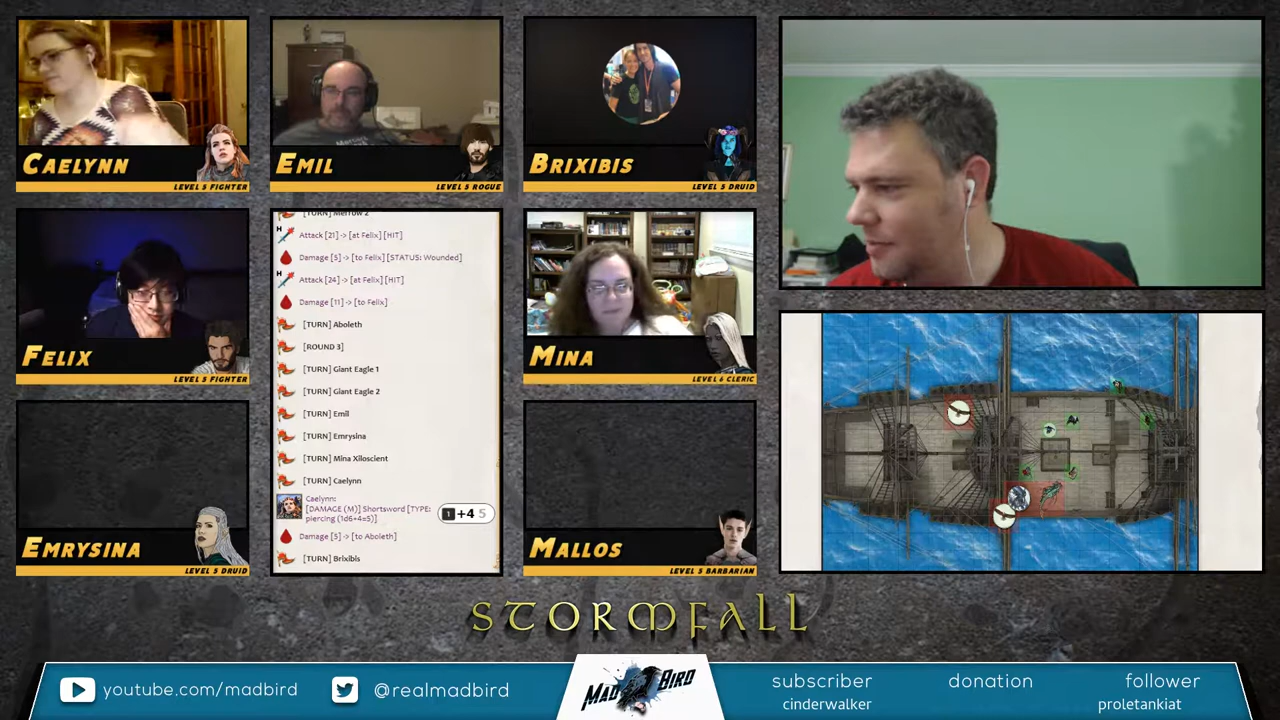 CAELYNN
LEVEL 5 FIGHTER
EMIL
LEVEL 5 ROGUE
BRIXIBIS
LEVEL 5 DRUID
FELIX
LEVEL 5 FIGHTER
[TURN] Merrow 2
Attack [21] -> [at Felix] [HIT]
Damage [5] -> [to Felix] [STATUS: Wounded]
Attack [24] -> [at Felix] [HIT]
Damage [11] -> [to Felix]
[TURN] Aboleth
[ROUND 3]
[TURN] Giant Eagle 1
[TURN] Giant Eagle 2
[TURN] Emil
[TURN] Emrysina
[TURN] Mina Xiloscient
[TURN] Caelynn
Caelynn:
[DAMAGE (M)] Shortsword [TYPE:
piercing (1d6+4=5)]
1 +4 5
Damage [5] -> [to Aboleth]
[TURN] Brixibis
MINA
LEVEL 6 CLERIC
EMRYSINA
LEVEL 5 DRUID
MALLOS
LEVEL 5 BARBARIAN
STORMFALL
youtube.com/madbird
@realmadbird
MAD BIRD
subscriber
cinderwalker
donation
follower
proletankiat